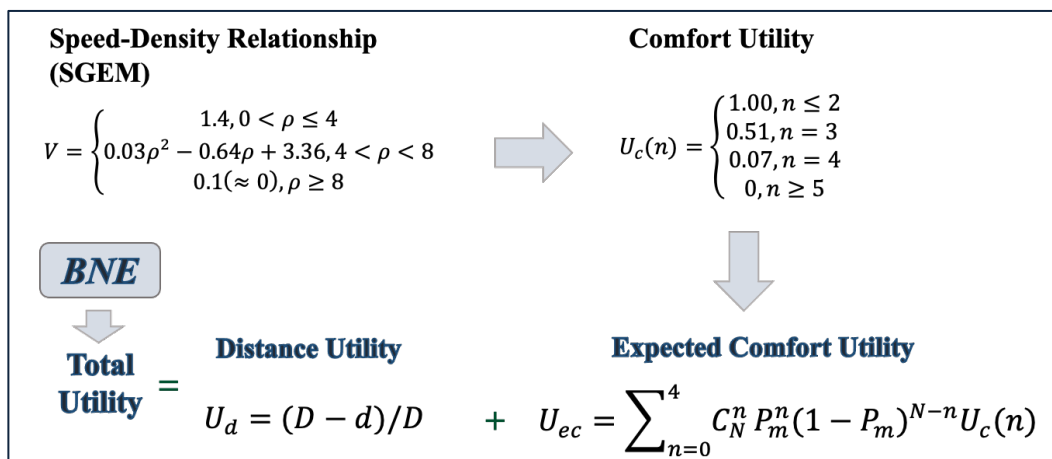 Speed-Density Relationship
(SGEM)
Comfort Utility
V = { 1.4, 0 < ρ ≤ 4
0.03ρ² − 0.64ρ + 3.36, 4 < ρ < 8
0.1(≈ 0), ρ ≥ 8
U_c(n) = { 1.00, n ≤ 2
0.51, n = 3
0.07, n = 4
0, n ≥ 5
BNE
Total
Utility
=
Distance Utility
U_d = (D − d)/D
+
Expected Comfort Utility
U_ec = ∑_{n=0}^{4} C_N^n P_m^n (1 − P_m)^{N−n} U_c(n)